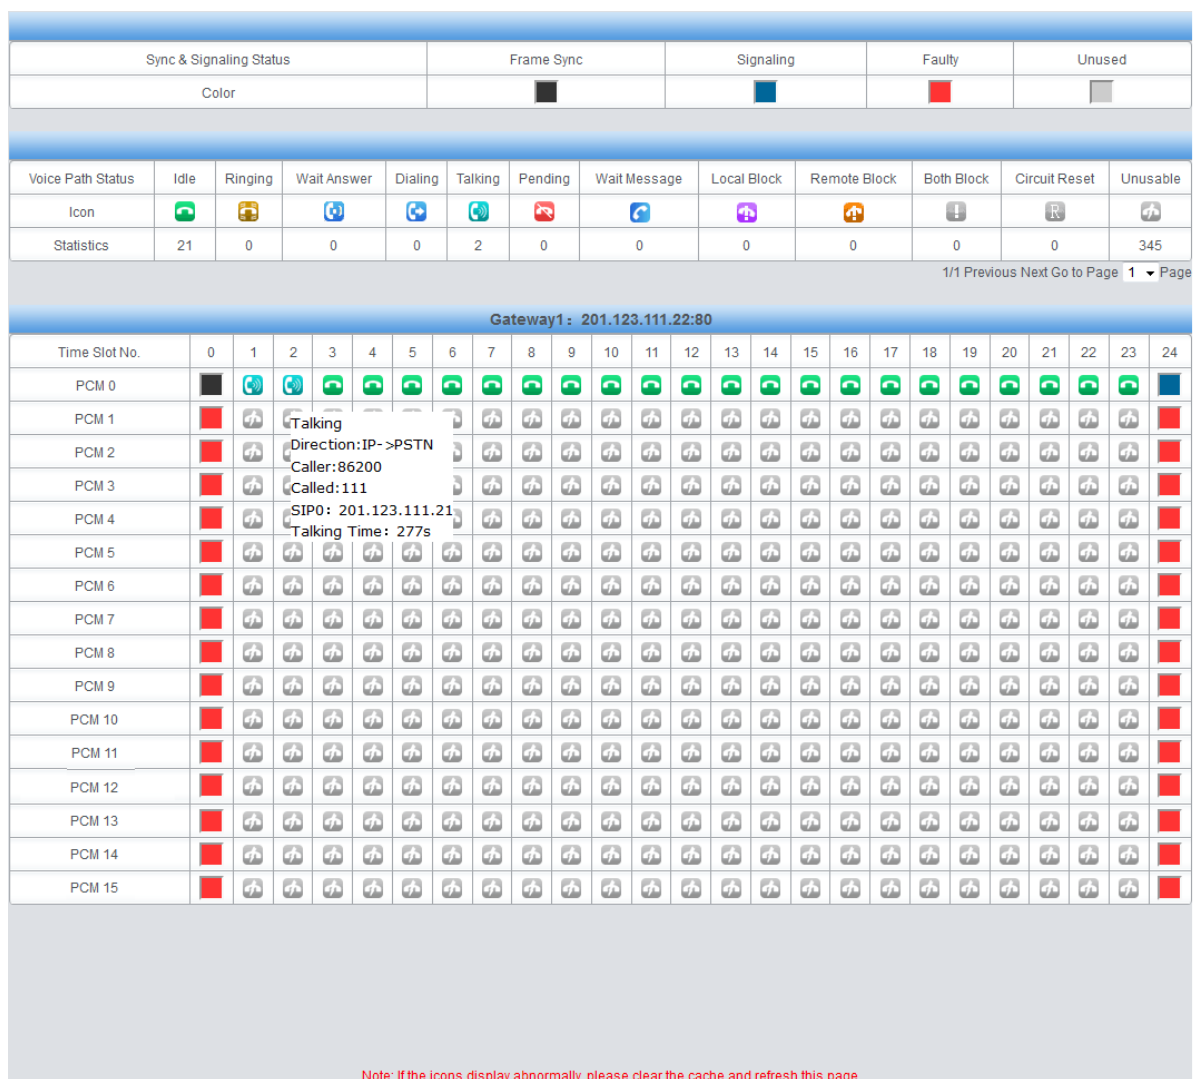 Sync & Signaling Status Frame Sync Signaling Faulty Unused
Color
Voice Path Status Idle Ringing Wait Answer Dialing Talking Pending Wait Message Local Block Remote Block Both Block Circuit Reset Unusable
Icon R
Statistics 21 0 0 0 2 0 0 0 0 0 0 345
1/1 Previous Next Go to Page 1 Page
Gateway1：201.123.111.22:80
Time Slot No. 0 1 2 3 4 5 6 7 8 9 10 11 12 13 14 15 16 17 18 19 20 21 22 23 24
PCM 0
PCM 1
Talking
Direction:IP->PSTN
PCM 2
Caller:86200
PCM 3
Called:111
SIP0：201.123.111.21
PCM 4
Talking Time：277s
PCM 5
PCM 6
PCM 7
PCM 8
PCM 9
PCM 10
PCM 11
PCM 12
PCM 13
PCM 14
PCM 15
Note: If the icons display abnormally, please clear the cache and refresh this page.